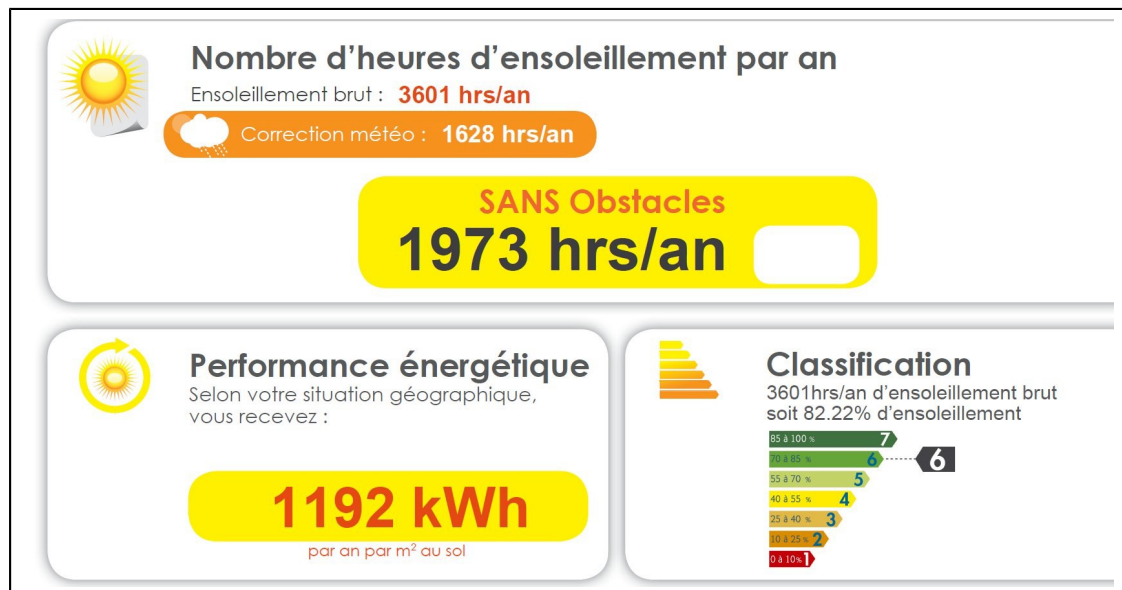 Nombre d'heures d'ensoleillement par an
Ensoleillement brut : 3601 hrs/an
Correction météo : 1628 hrs/an
SANS Obstacles
1973 hrs/an
Performance énergétique
Selon votre situation géographique,
vous recevez :
1192 kWh
par an par m² au sol
Classification
3601hrs/an d'ensoleillement brut
soit 82.22% d'ensoleillement
85 à 100 % 7
70 à 85 % 6 6
55 à 70 % 5
40 à 55 % 4
25 à 40 % 3
10 à 25 % 2
0 à 10% 1